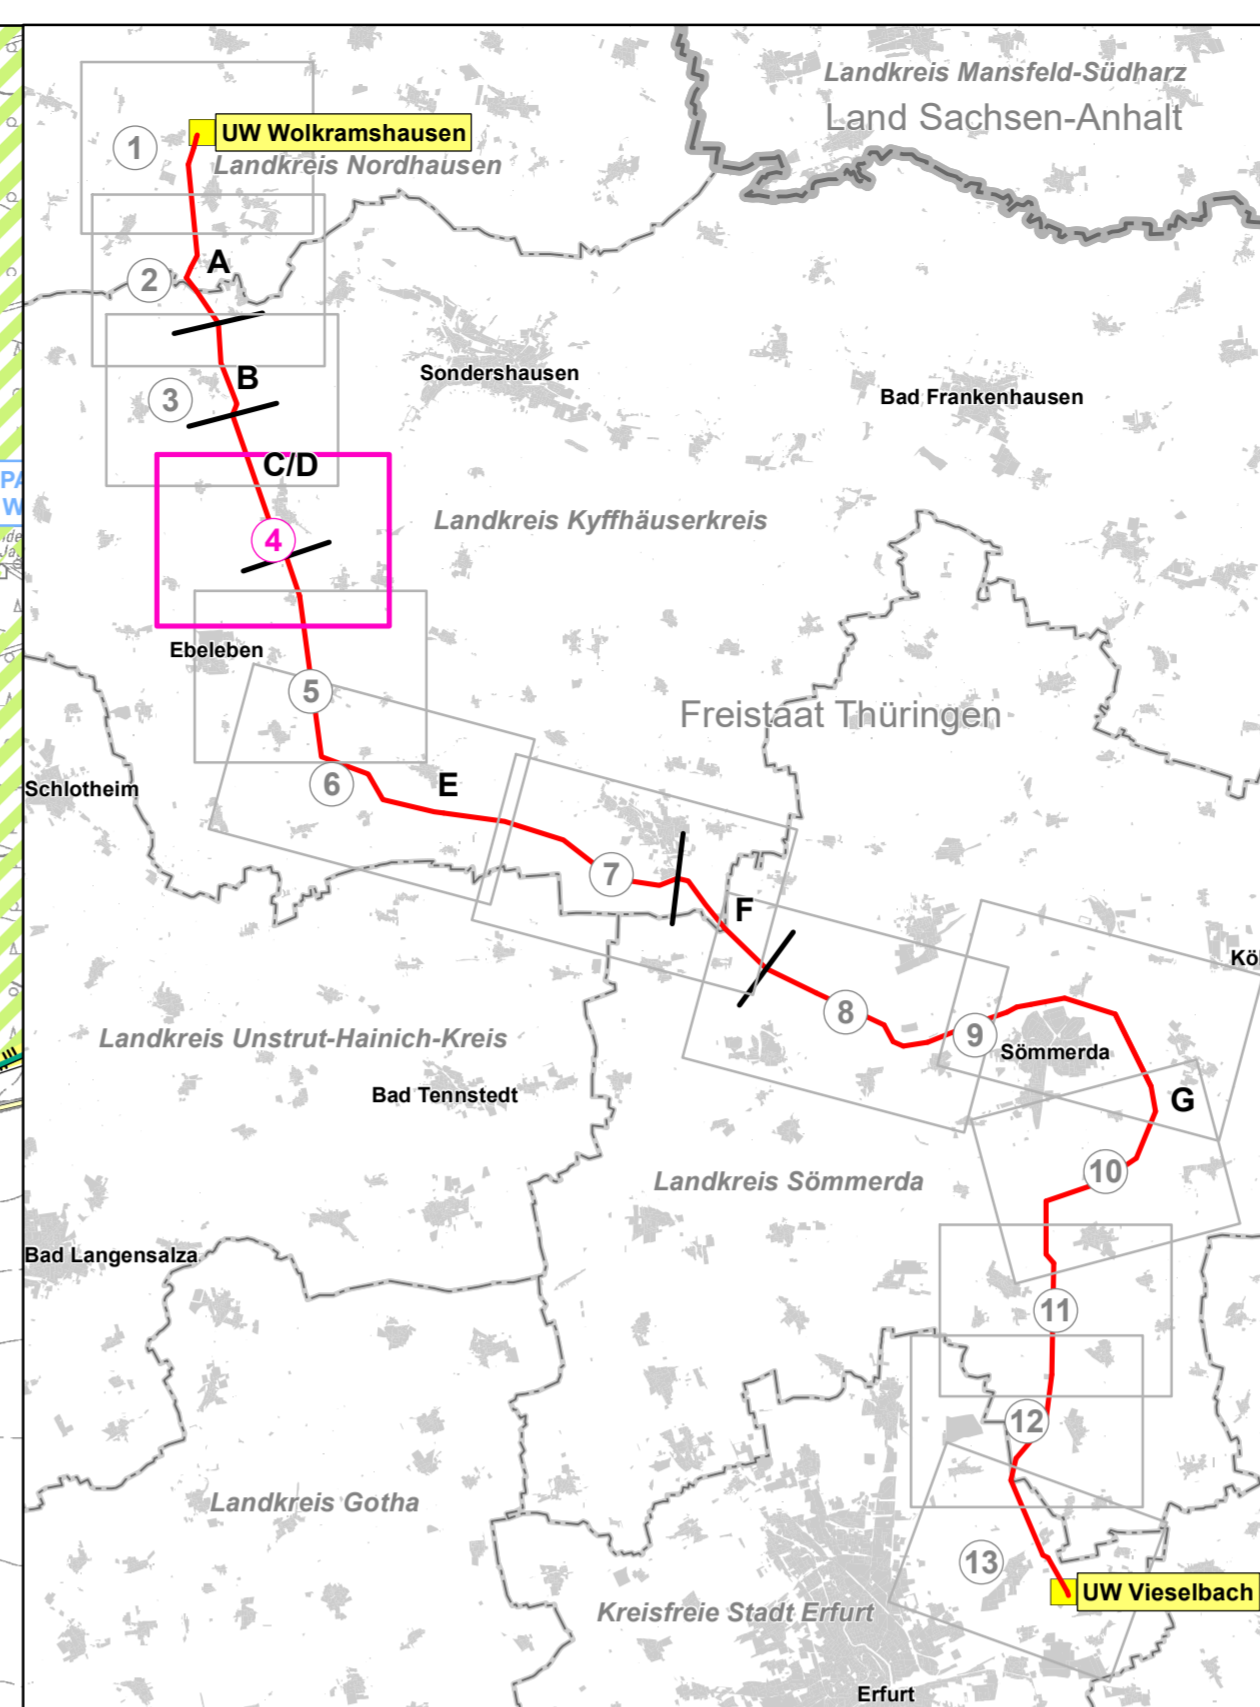 Landkreis Mansfeld-Südharz
Land Sachsen-Anhalt
1
UW Wolkramshausen
Landkreis Nordhausen
A
2
B
3
Sondershausen
Bad Frankenhausen
C/D
PA
W
Landkreis Kyffhäuserkreis
4
Ebeleben
5
Freistaat Thüringen
6
E
Schlotheim
7
F
Kö
8
9
Sömmerda
Landkreis Unstrut-Hainich-Kreis
Bad Tennstedt
G
10
Landkreis Sömmerda
Bad Langensalza
11
12
Landkreis Gotha
13
UW Vieselbach
Kreisfreie Stadt Erfurt
Erfurt